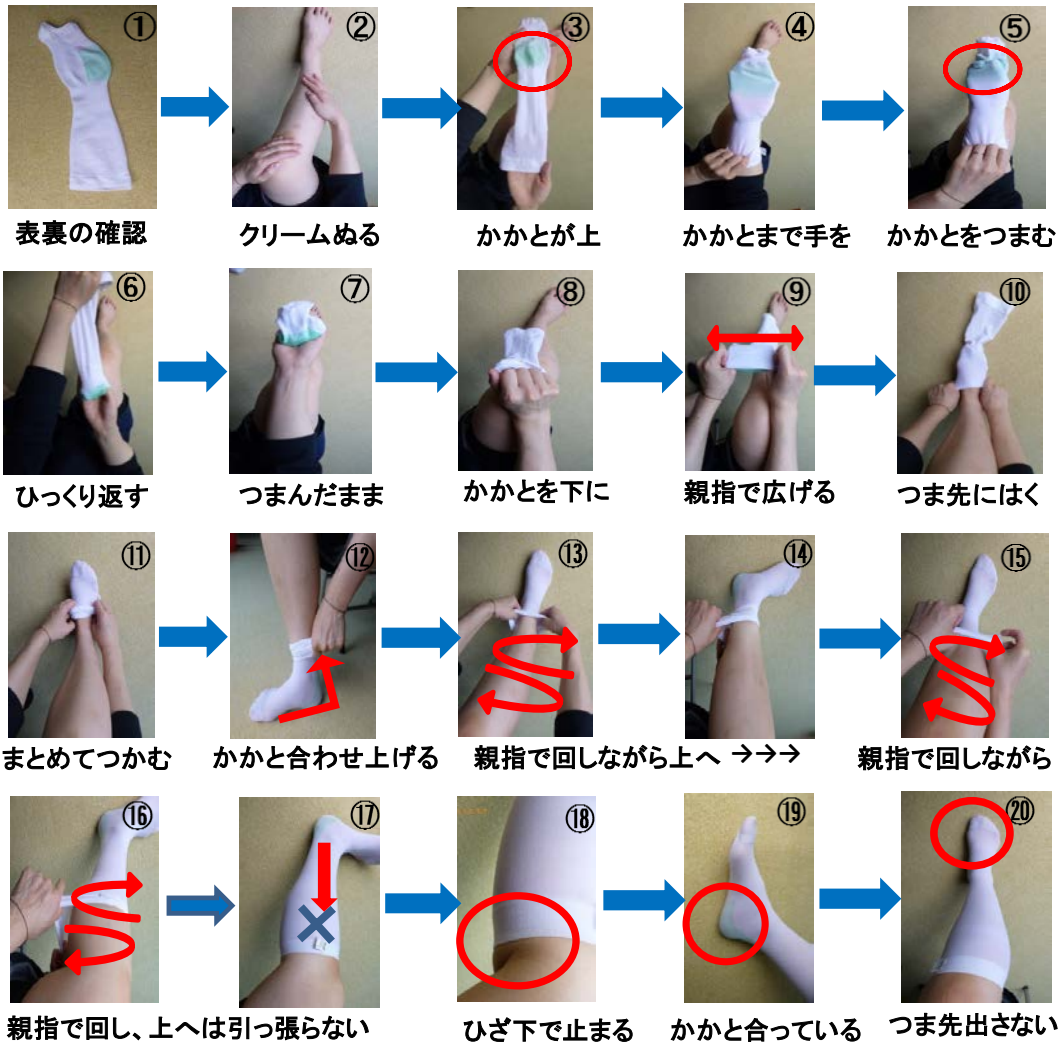 ① ② ③ ④ ⑤
表裏の確認 クリームぬる かかとが上 かかとまで手を かかとをつまむ
⑥ ⑦ ⑧ ⑨ ⑩
ひっくり返す つまんだまま かかとを下に 親指で広げる つま先にはく
⑪ ⑫ ⑬ ⑭ ⑮
まとめてつかむ かかと合わせ上げる 親指で回しながら上へ →→→ 親指で回しながら
⑯ ⑰ ⑱ ⑲ ⑳
親指で回し、上へは引っ張らない ひざ下で止まる かかと合っている つま先出さない